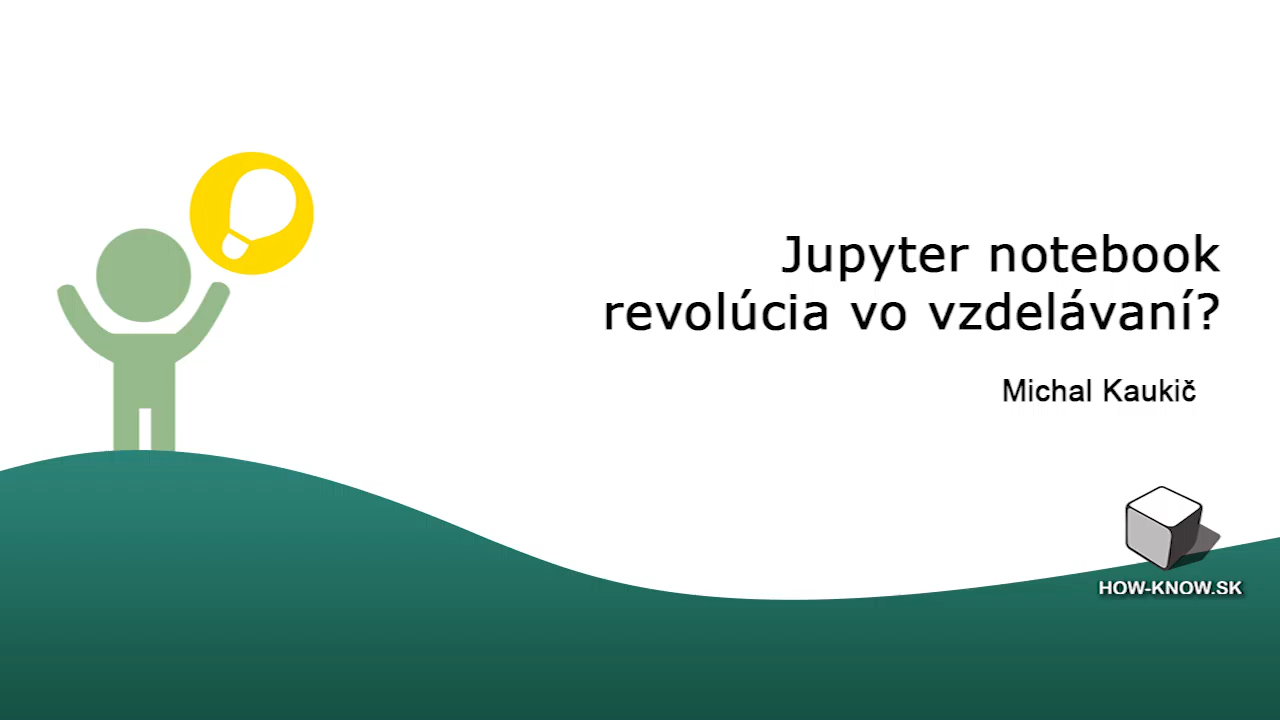 Jupyter notebook
revolúcia vo vzdelávaní?
Michal Kaukič
HOW-KNOW.SK